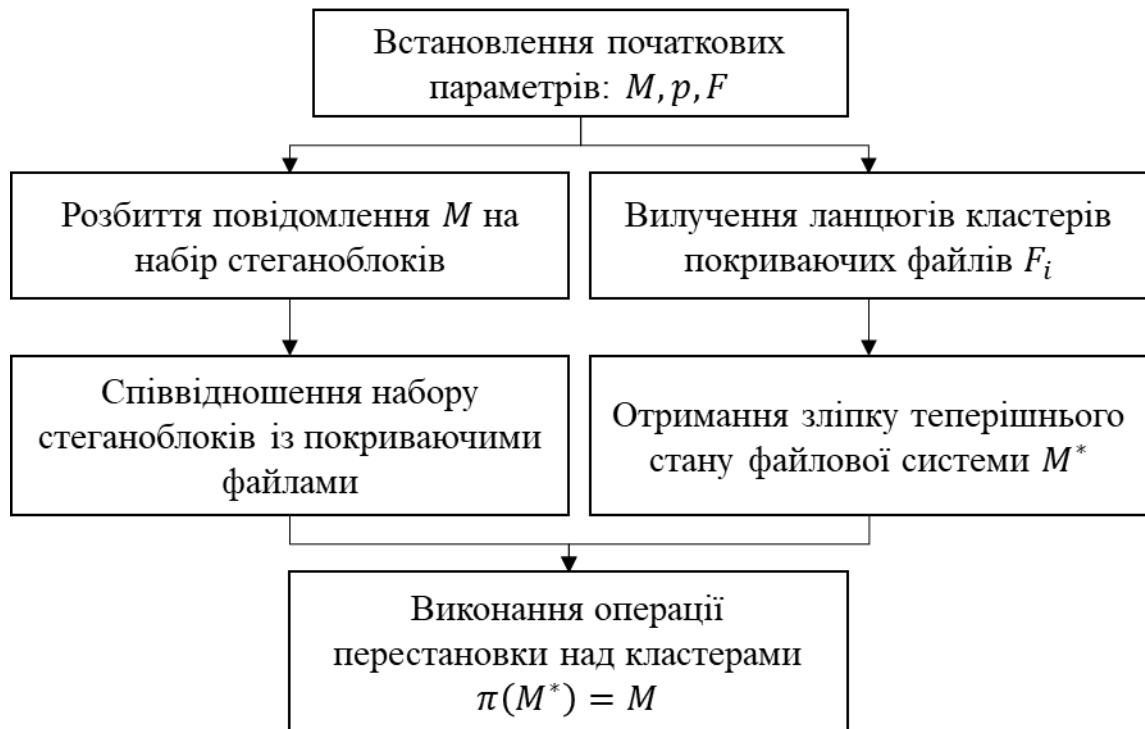 Встановлення початкових
параметрів: M, p, F
Розбиття повідомлення M на
набір стеганоблоків
Вилучення ланцюгів кластерів
покриваючих файлів Fᵢ
Співвідношення набору
стеганоблоків із покриваючими
файлами
Отримання зліпку теперішнього
стану файлової системи M*
Виконання операції
перестановки над кластерами
π(M*) = M